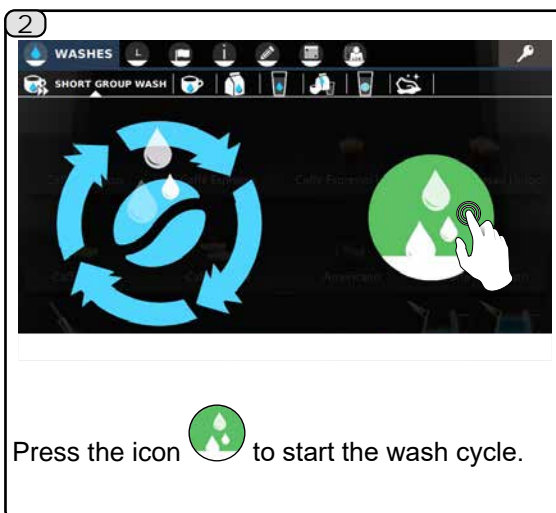 2
WASHES
SHORT GROUP WASH
Press the icon to start the wash cycle.